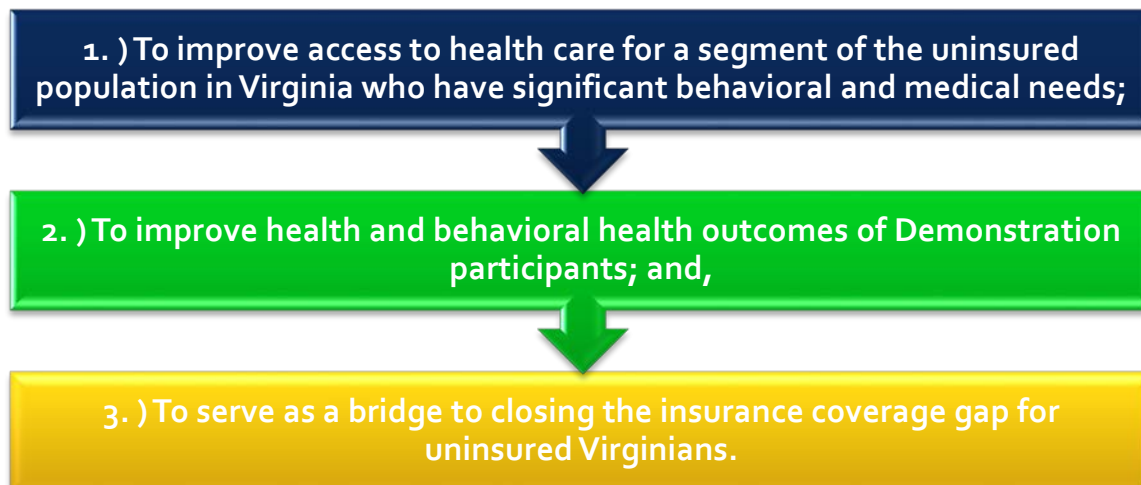 1. ) To improve access to health care for a segment of the uninsured
population in Virginia who have significant behavioral and medical needs;
2. ) To improve health and behavioral health outcomes of Demonstration
participants; and,
3. ) To serve as a bridge to closing the insurance coverage gap for
uninsured Virginians.